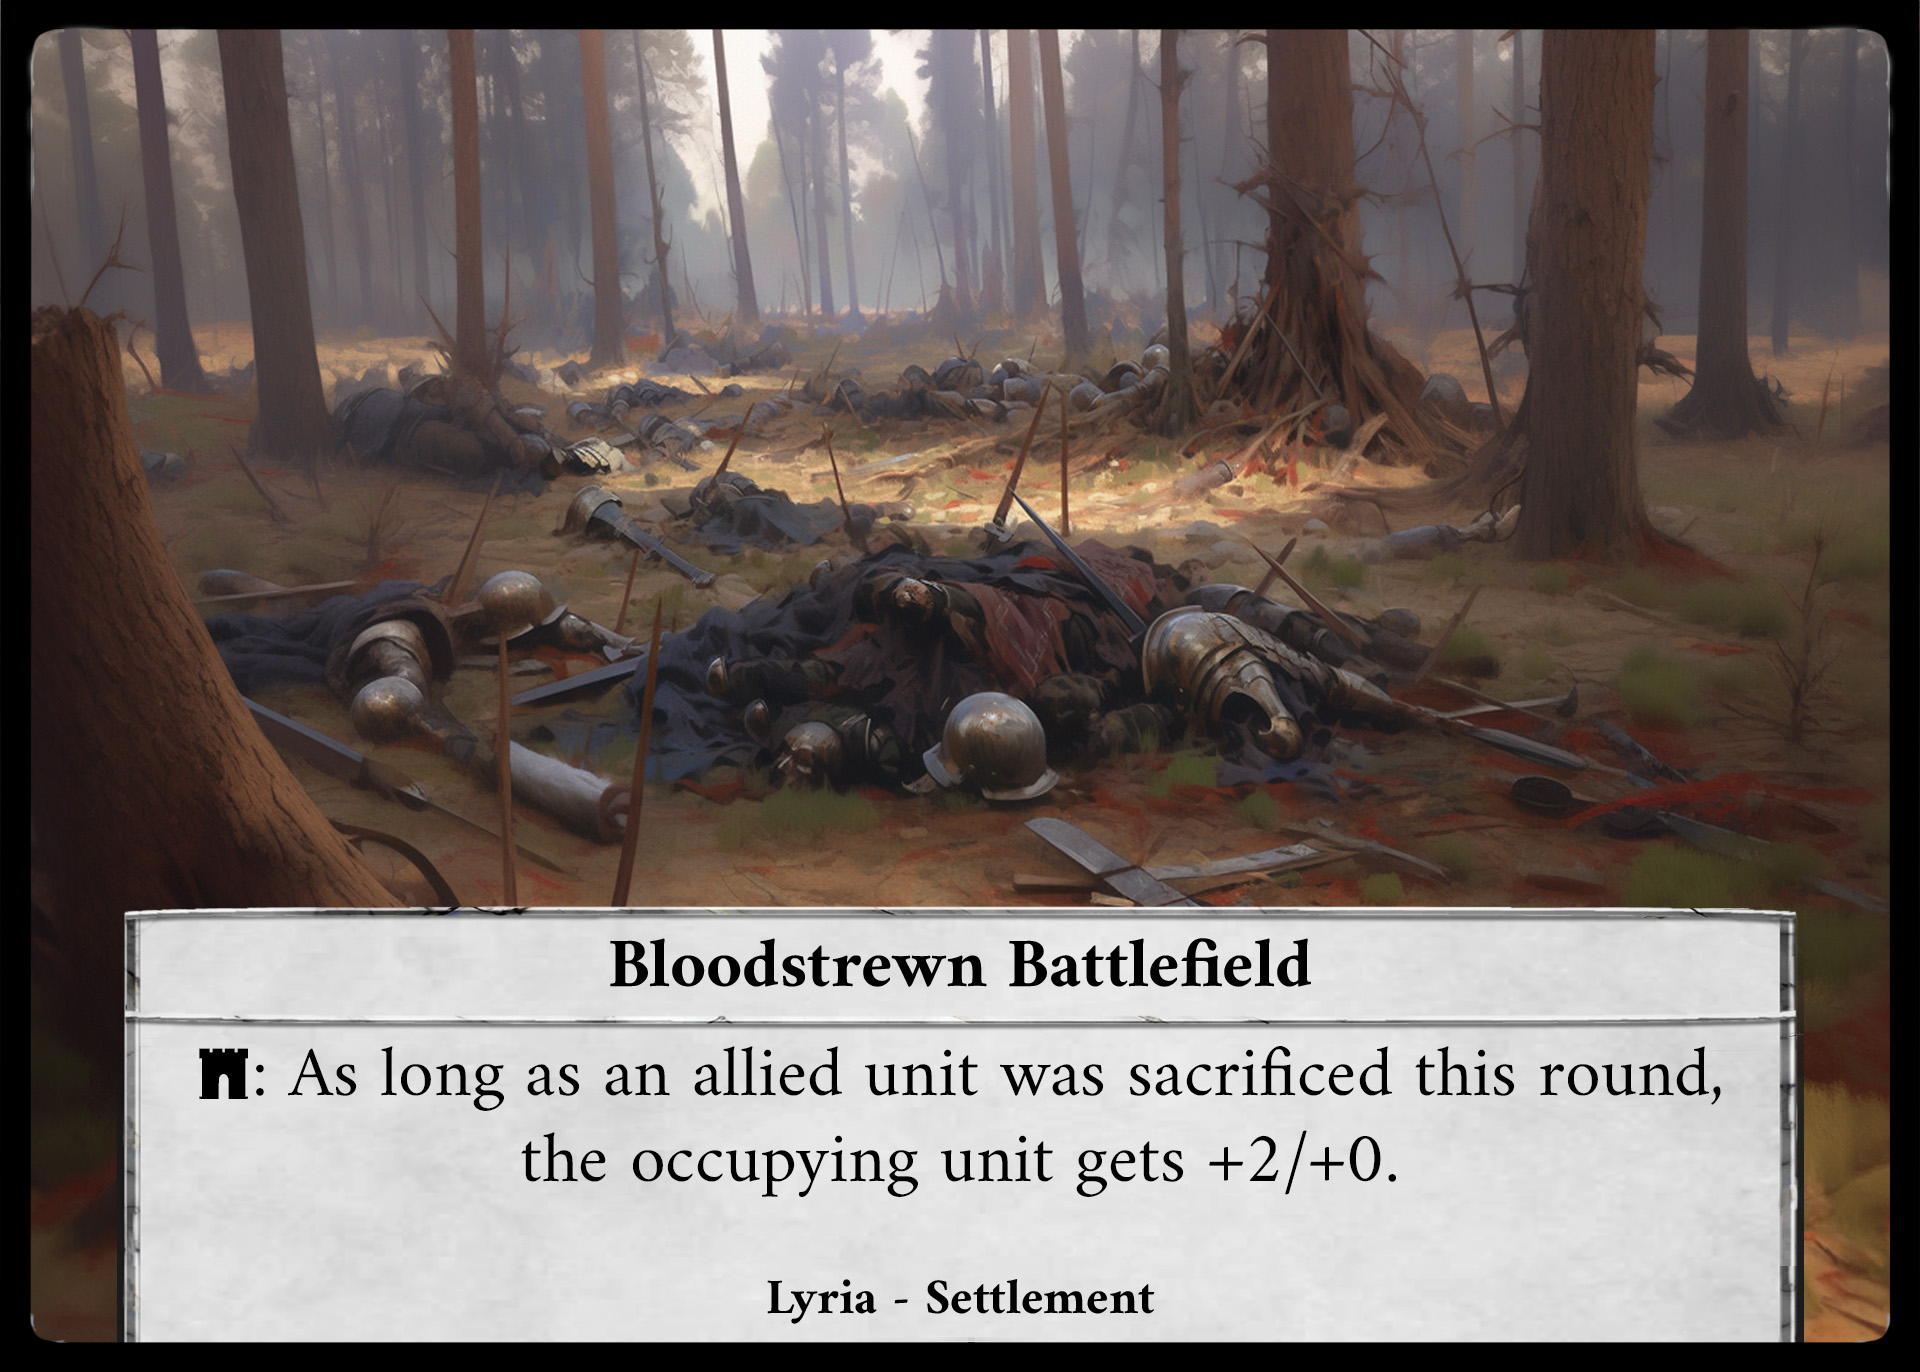 Bloodstrewn Battlefield
: As long as an allied unit was sacrificed this round,
the occupying unit gets +2/+0.
Lyria - Settlement